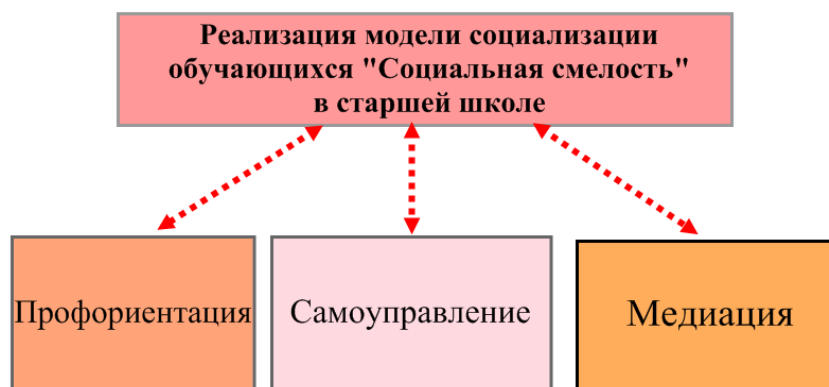 Реализация модели социализации
обучающихся "Социальная смелость"
в старшей школе
Профориентация
Самоуправление
Медиация